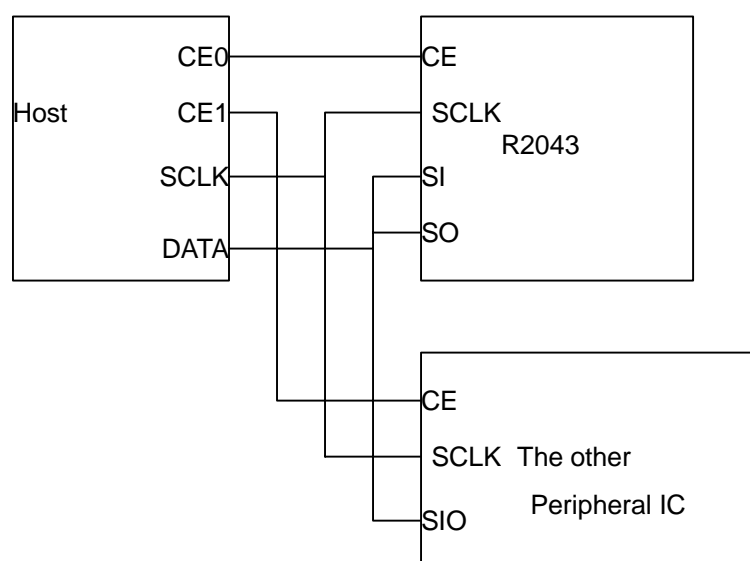 CE0
CE
Host
CE1
SCLK
R2043
SCLK
SI
SO
DATA
CE
SCLK The other
Peripheral IC
SIO